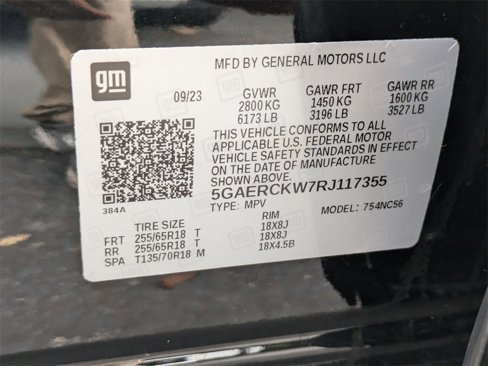 gm
MFD BY GENERAL MOTORS LLC
09/23
GVWR GAWR FRT GAWR RR
2800 KG 1450 KG 1600 KG
6173 LB 3196 LB 3527 LB
THIS VEHICLE CONFORMS TO ALL
APPLICABLE U.S. FEDERAL MOTOR
VEHICLE SAFETY STANDARDS IN EFFECT
ON THE DATE OF MANUFACTURE
SHOWN ABOVE.
384A
5GAERCKW7RJ117355
TYPE: MPV MODEL: 754NC56
TIRE SIZE RIM
FRT 255/65R18 T 18X8J
RR 255/65R18 T 18X8J
SPA T135/70R18 M 18X4.5B